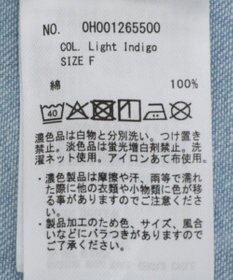 NO. 0H001265500
COL. Light Indigo
SIZE F
綿 100%
40
濃色品は白物と分別洗い。つけ置き
禁止。淡色品は蛍光増白剤禁止。洗
濯ネット使用。アイロンあて布使用。
・濃色製品は摩擦や汗、雨等で濡
れた際に他の衣類や小物類に色が移
る事がありますのでご注意くださ
い。
・製品加工のため色、サイズ、風合
いなどにバラつきがありますのでご
了承ください。